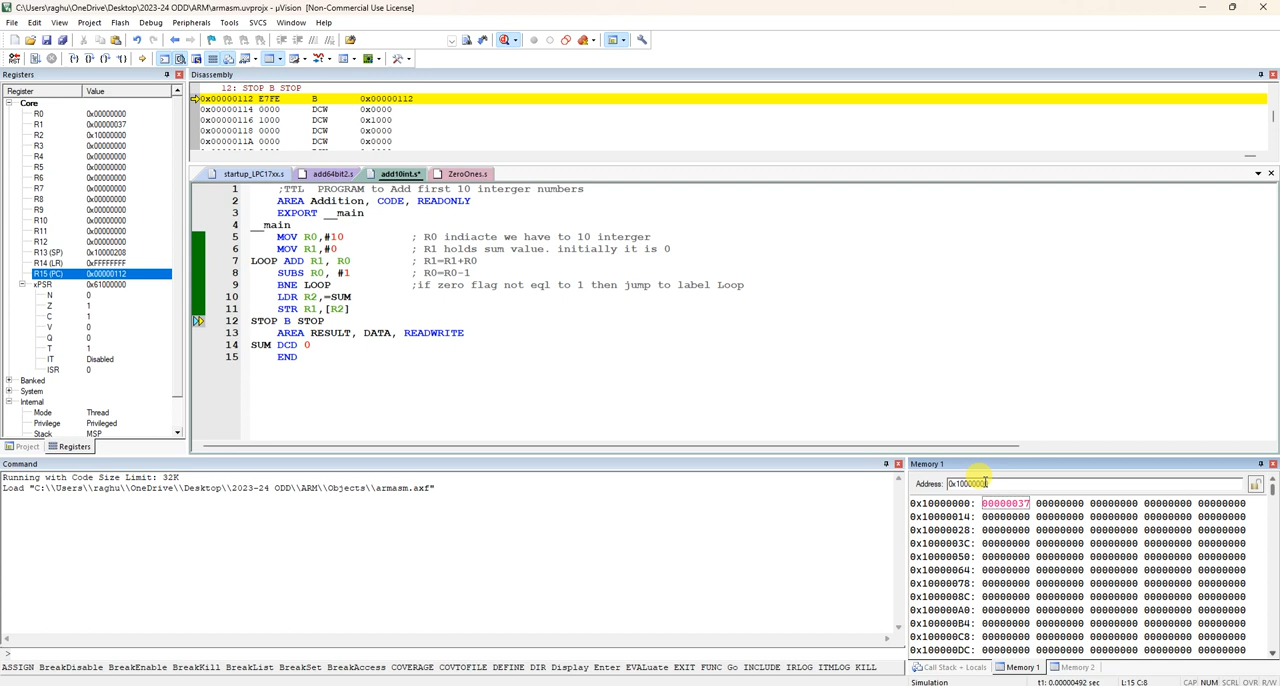 C:\Users\raghu\OneDrive\Desktop\2023-24 ODD\ARM\armasm.uvprojx - µVision [Non-Commercial Use License]
File Edit View Project Flash Debug Peripherals Tools SVCS Window Help
Registers
Register Value
Core
R0 0x00000000
R1 0x00000037
R2 0x10000000
R3 0x00000000
R4 0x00000000
R5 0x00000000
R6 0x00000000
R7 0x00000000
R8 0x00000000
R9 0x00000000
R10 0x00000000
R11 0x00000000
R12 0x00000000
R13 (SP) 0x10000208
R14 (LR) 0xFFFFFFFF
R15 (PC) 0x00000112
xPSR 0x61000000
N 0
Z 1
C 1
V 0
Q 0
T 1
IT Disabled
ISR 0
Banked
System
Internal
Mode Thread
Privilege Privileged
Stack MSP
Project Registers
Disassembly
12: STOP B STOP
0x00000112 E7FE B 0x00000112
0x00000114 0000 DCW 0x0000
0x00000116 1000 DCW 0x1000
0x00000118 0000 DCW 0x0000
0x0000011A 0000 DCW 0x0000
startup_LPC17xx.s add64bit2.s add10int.s* ZeroOnes.s
1 ;TTL PROGRAM to Add first 10 interger numbers
2 AREA Addition, CODE, READONLY
3 EXPORT __main
4 __main
5 MOV R0,#10 ; R0 indiacte we have to 10 interger
6 MOV R1,#0 ; R1 holds sum value. initially it is 0
7 LOOP ADD R1, R0 ; R1=R1+R0
8 SUBS R0, #1 ; R0=R0-1
9 BNE LOOP ;if zero flag not eql to 1 then jump to label Loop
10 LDR R2,=SUM
11 STR R1,[R2]
12 STOP B STOP
13 AREA RESULT, DATA, READWRITE
14 SUM DCD 0
15 END
Command
Running with Code Size Limit: 32K
Load "C:\\Users\\raghu\\OneDrive\\Desktop\\2023-24 ODD\\ARM\\Objects\\armasm.axf"
>
ASSIGN BreakDisable BreakEnable BreakKill BreakList BreakSet BreakAccess COVERAGE COVTOFILE DEFINE DIR Display Enter EVALuate EXIT FUNC Go INCLUDE IRLOG ITMLOG KILL
Memory 1
Address: 0x10000000
0x10000000: 00000037 00000000 00000000 00000000 00000000
0x10000014: 00000000 00000000 00000000 00000000 00000000
0x10000028: 00000000 00000000 00000000 00000000 00000000
0x1000003C: 00000000 00000000 00000000 00000000 00000000
0x10000050: 00000000 00000000 00000000 00000000 00000000
0x10000064: 00000000 00000000 00000000 00000000 00000000
0x10000078: 00000000 00000000 00000000 00000000 00000000
0x1000008C: 00000000 00000000 00000000 00000000 00000000
0x100000A0: 00000000 00000000 00000000 00000000 00000000
0x100000B4: 00000000 00000000 00000000 00000000 00000000
0x100000C8: 00000000 00000000 00000000 00000000 00000000
0x100000DC: 00000000 00000000 00000000 00000000 00000000
Call Stack + Locals Memory 1 Memory 2
Simulation t1: 0.00000492 sec L:15 C:8 CAP NUM SCRL OVR R/W